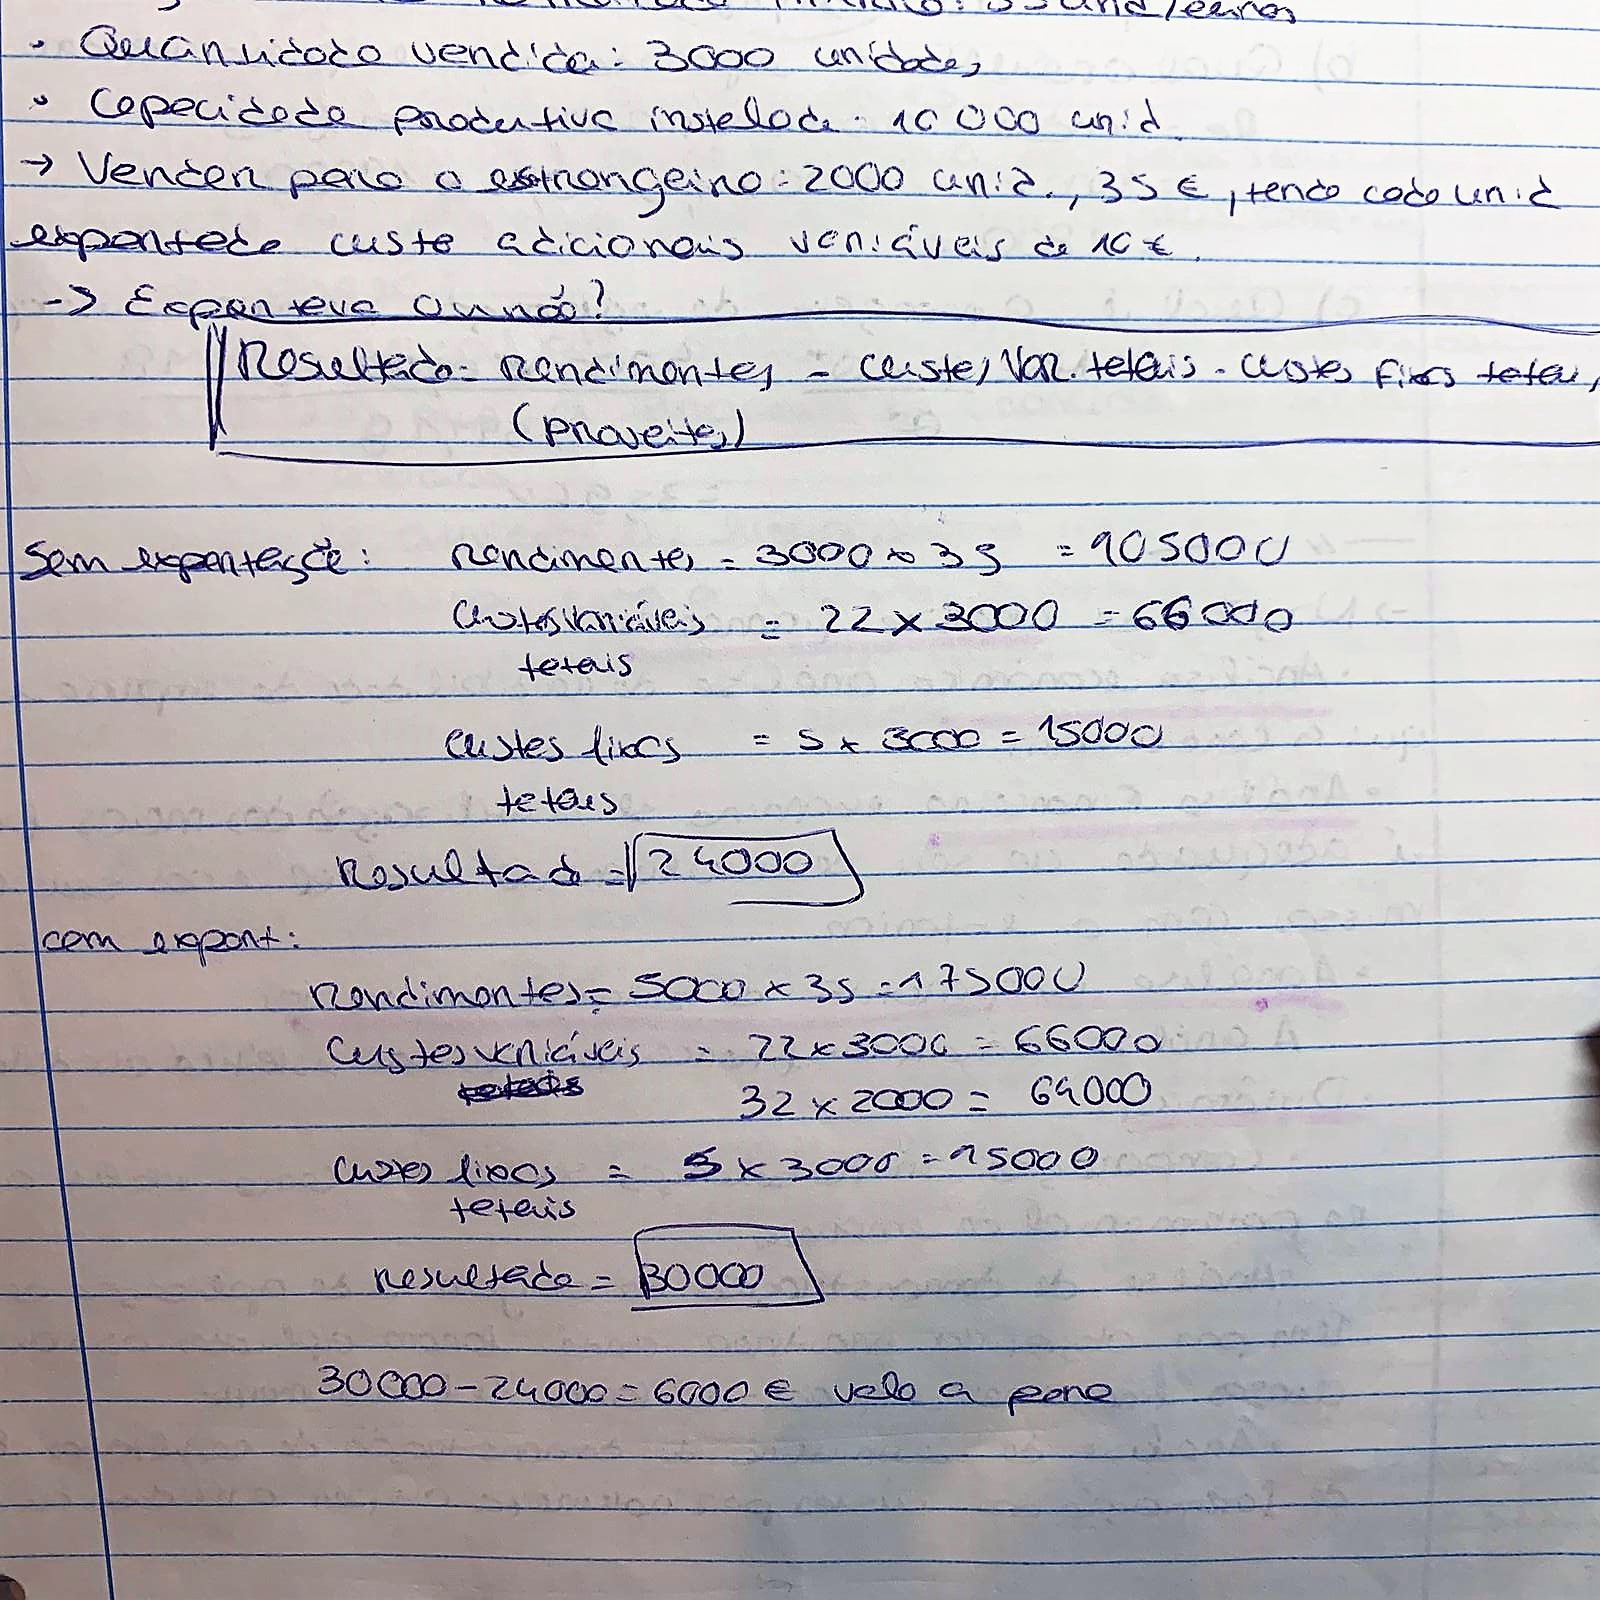 35 und/euros
• Quantidade vendida: 3000 unidades
• Capacidade produtiva instalada: 10 000 unid.
→ Vender para o estrangeiro: 2000 unid., 35 €, tendo cada unid
exportada custo adicionais variáveis de 10 €.
→ Exportava ou não?
Resultado = rendimentos - custos var. totais - custos fixos totais
(proveitos)
Sem exportação: rendimentos = 3000 x 35 = 105000
Custos variáveis = 22 x 3000 = 66000
totais
custos fixos = 5 x 3000 = 15000
totais
Resultado = 24000
com export:
rendimentos = 5000 x 35 = 175000
Custos variáveis = 22 x 3000 = 66000
32 x 2000 = 64000
custos fixos = 5 x 3000 = 15000
totais
resultado = 30000
30000 - 24000 = 6000 € vale a pena